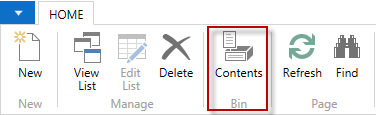 HOME
New
View
List
Edit
List
Delete
Contents
Refresh
Find
New
Manage
Bin
Page